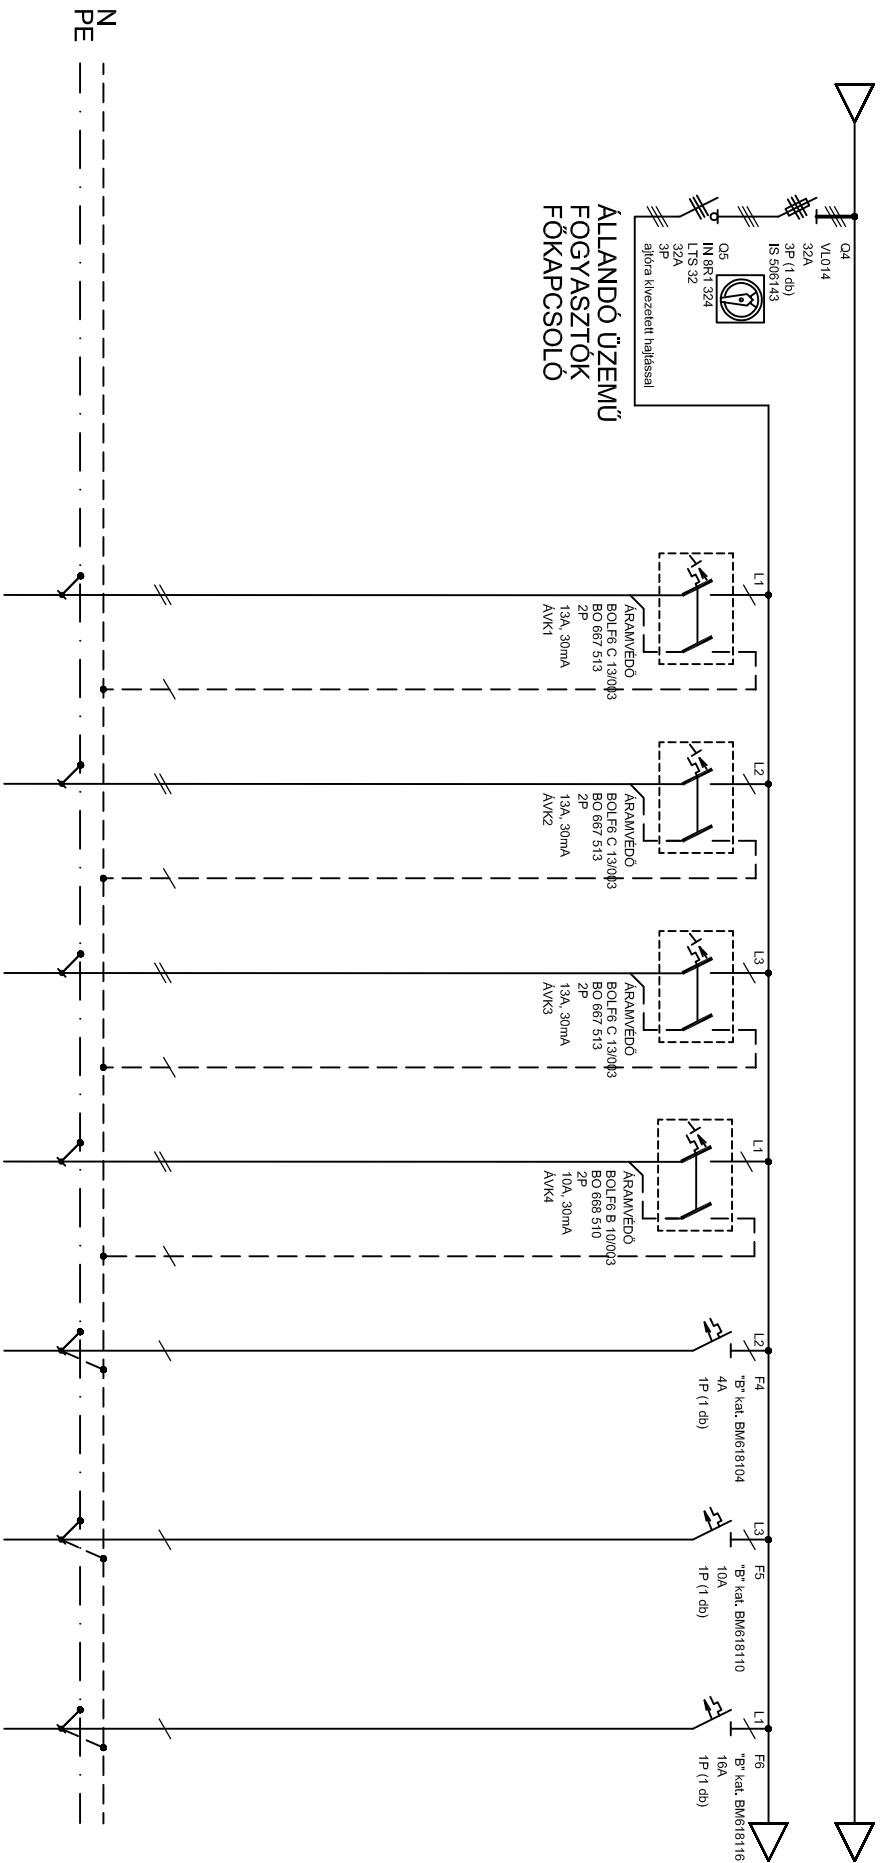 Q4
VL014
32A
3P (1 db)
IS 506143
Q5
IN 8R1 324
LTS 32
32A
3P
ajtóra kivezetett hajtással
ÁLLANDÓ ÜZEMŰ
FOGYASZTÓK
FŐKAPCSOLÓ
L1
ÁRAMVÉDŐ
BOLF6 C 13/003
BO 667 513
2P
13A, 30mA
ÁVK1
L2
ÁRAMVÉDŐ
BOLF6 C 13/003
BO 667 513
2P
13A, 30mA
ÁVK2
L3
ÁRAMVÉDŐ
BOLF6 C 13/003
BO 667 513
2P
13A, 30mA
ÁVK3
L1
ÁRAMVÉDŐ
BOLF6 B 10/003
BO 668 510
2P
10A, 30mA
ÁVK4
L2
F4
"B" kat. BM618104
4A
1P (1 db)
L3
F5
"B" kat. BM618110
10A
1P (1 db)
L1
F6
"B" kat. BM618116
16A
1P (1 db)
N
PE